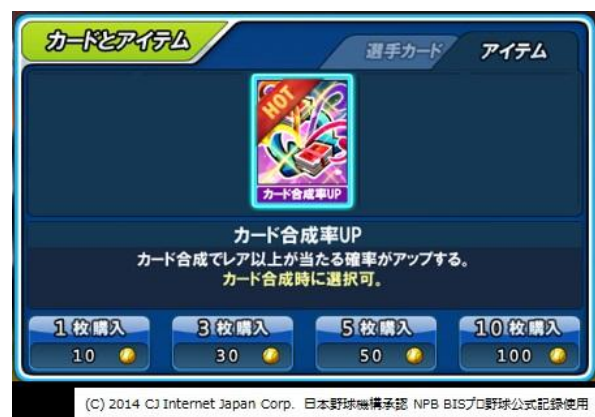 カードとアイテム
選手カード
アイテム
HOT
カード合成率UP
カード合成率UP
カード合成でレア以上が当たる確率がアップする。
カード合成時に選択可。
1枚購入
3枚購入
5枚購入
10枚購入
10
30
50
100
(C) 2014 CJ Internet Japan Corp. 日本野球機構承認 NPB BISプロ野球公式記録使用